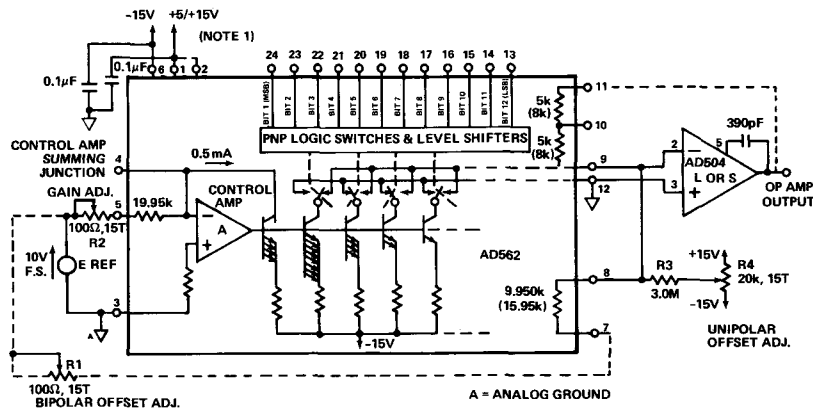 -15V
+5/+15V
(NOTE 1)
0.1μF
0.1μF
6
1
2
24
23
22
21
20
19
18
17
16
15
14
13
BIT 1 (MSB)
BIT 2
BIT 3
BIT 4
BIT 5
BIT 6
BIT 7
BIT 8
BIT 9
BIT 10
BIT 11
BIT 12 (LSB)
PNP LOGIC SWITCHES & LEVEL SHIFTERS
5k
(8k)
5k
(8k)
11
10
9
12
390pF
2
3
5
AD504
L OR S
OP AMP
OUTPUT
CONTROL AMP
SUMMING
JUNCTION
4
0.5mA
CONTROL
AMP
A
GAIN ADJ.
5
19.95k
100Ω,15T
R2
10V
F.S.
E REF
3
A
AD562
9.950k
(15.95k)
8
7
R3
3.0M
+15V
R4
20k, 15T
-15V
UNIPOLAR
OFFSET ADJ.
-15V
R1
100Ω, 15T
BIPOLAR OFFSET ADJ.
A = ANALOG GROUND